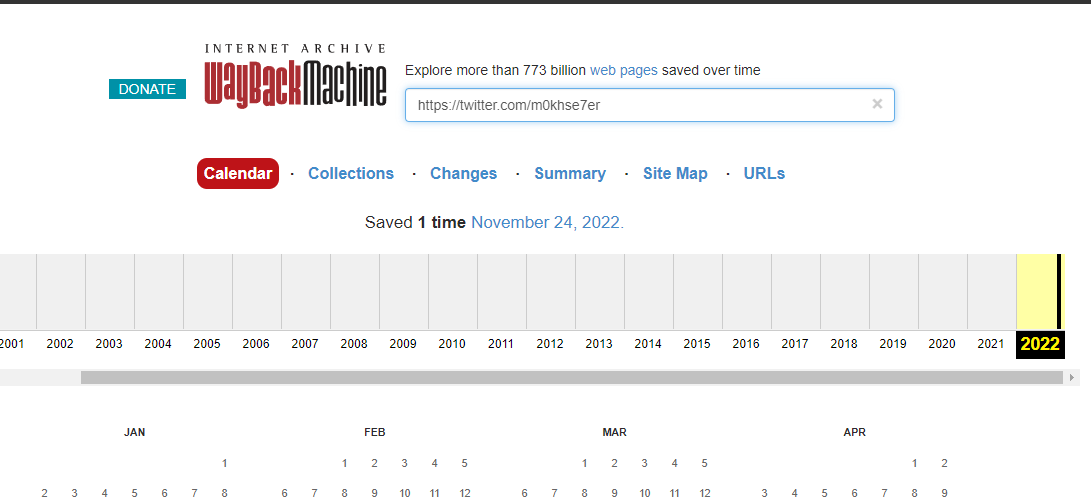 INTERNET ARCHIVE
WayBackMachine
DONATE
Explore more than 773 billion web pages saved over time
https://twitter.com/m0khse7er ×
Calendar · Collections · Changes · Summary · Site Map · URLs
Saved 1 time November 24, 2022.
2001 2002 2003 2004 2005 2006 2007 2008 2009 2010 2011 2012 2013 2014 2015 2016 2017 2018 2019 2020 2021 2022
JAN FEB MAR APR
1 1 2 3 4 5 1 2 3 4 5 1 2
2 3 4 5 6 7 8 6 7 8 9 10 11 12 6 7 8 9 10 11 12 3 4 5 6 7 8 9